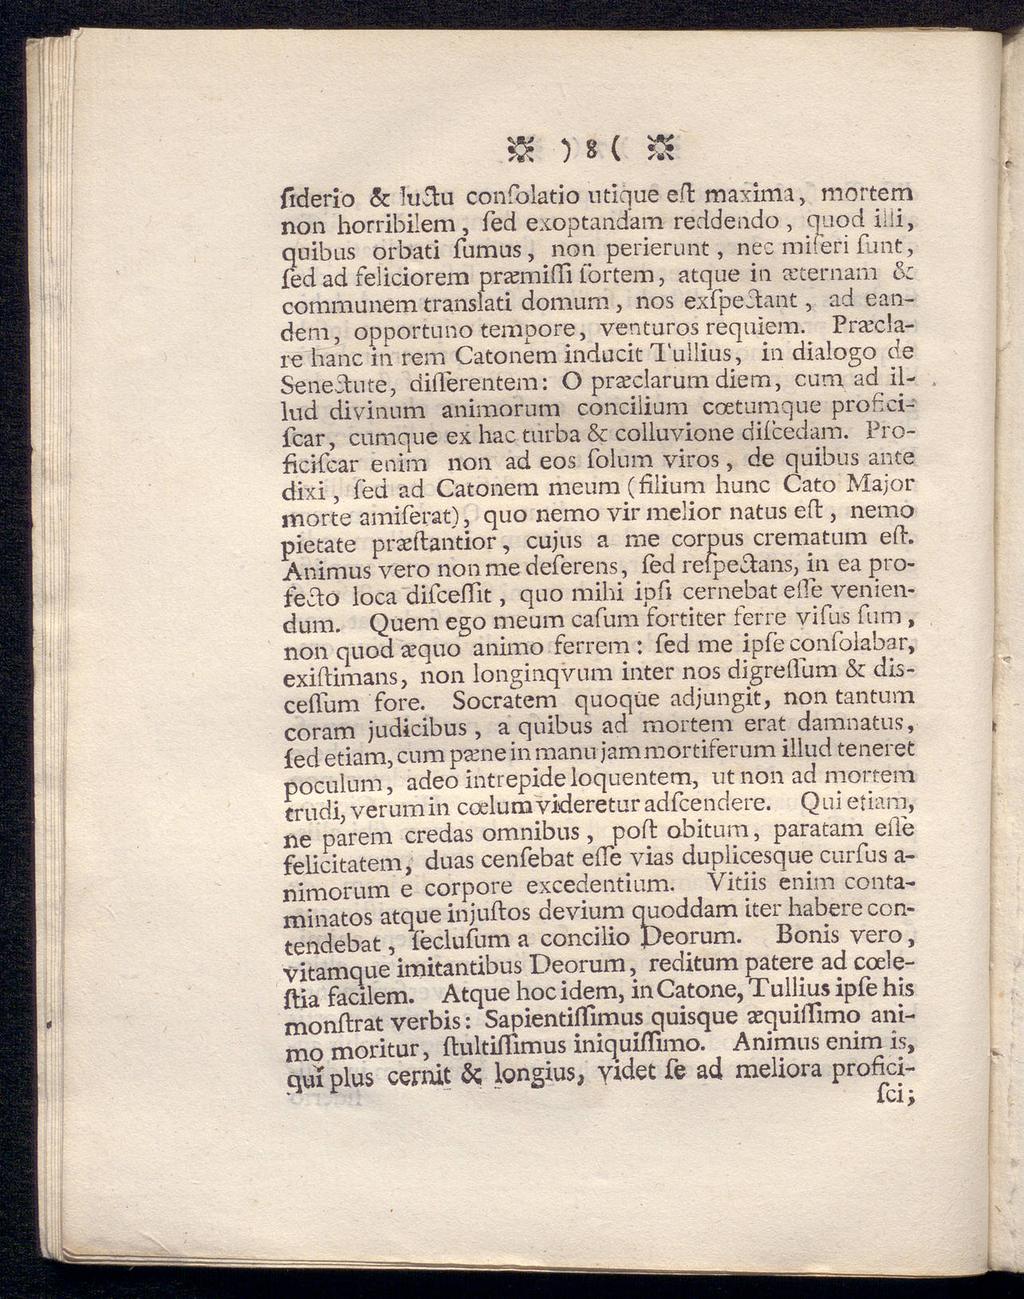 ※ ) 8 ( ※
ſiderio & luctu conſolatio utique eſt maxima, mortem
non horribilem, ſed exoptandam reddendo, quod illi,
quibus orbati ſumus, non perierunt, nec miſeri ſunt,
ſed ad feliciorem præmiſſi ſortem, atque in æternam &
communem translati domum, nos exſpectant, ad ean-
dem, opportuno tempore, venturos requiem. Præcla-
re hanc in rem Catonem inducit Tullius, in dialogo de
Senectute, diſſerentem: O præclarum diem, cum ad il-
lud divinum animorum concilium cœtumque profici-
ſcar, cumque ex hac turba & colluvione diſcedam. Pro-
ficiſcar enim non ad eos ſolum viros, de quibus ante
dixi, ſed ad Catonem meum (filium hunc Cato Major
morte amiſerat), quo nemo vir melior natus eſt, nemo
pietate præſtantior, cujus a me corpus crematum eſt.
Animus vero non me deſerens, ſed reſpectans, in ea pro-
fecto loca diſceſſit, quo mihi ipſi cernebat eſſe venien-
dum. Quem ego meum caſum fortiter ferre viſus ſum,
non quod æquo animo ferrem: ſed me ipſe conſolabar,
exiſtimans, non longinqvum inter nos digreſſum & dis-
ceſſum fore. Socratem quoque adjungit, non tantum
coram judicibus, a quibus ad mortem erat damnatus,
ſed etiam, cum pæne in manu jam mortiferum illud teneret
poculum, adeo intrepide loquentem, ut non ad mortem
trudi, verum in cœlum videretur adſcendere. Qui etiam,
ne parem credas omnibus, poſt obitum, paratam eſſe
felicitatem, duas cenſebat eſſe vias duplicesque curſus a-
nimorum e corpore excedentium. Vitiis enim conta-
minatos atque injuſtos devium quoddam iter habere con-
tendebat, ſecluſum a concilio Deorum. Bonis vero,
vitamque imitantibus Deorum, reditum patere ad cœle-
ſtia facilem. Atque hoc idem, in Catone, Tullius ipſe his
monſtrat verbis: Sapientiſſimus quisque æquiſſimo ani-
mo moritur, ſtultiſſimus iniquiſſimo. Animus enim is,
qui plus cernit & longius, videt ſe ad meliora profici-
ſci;